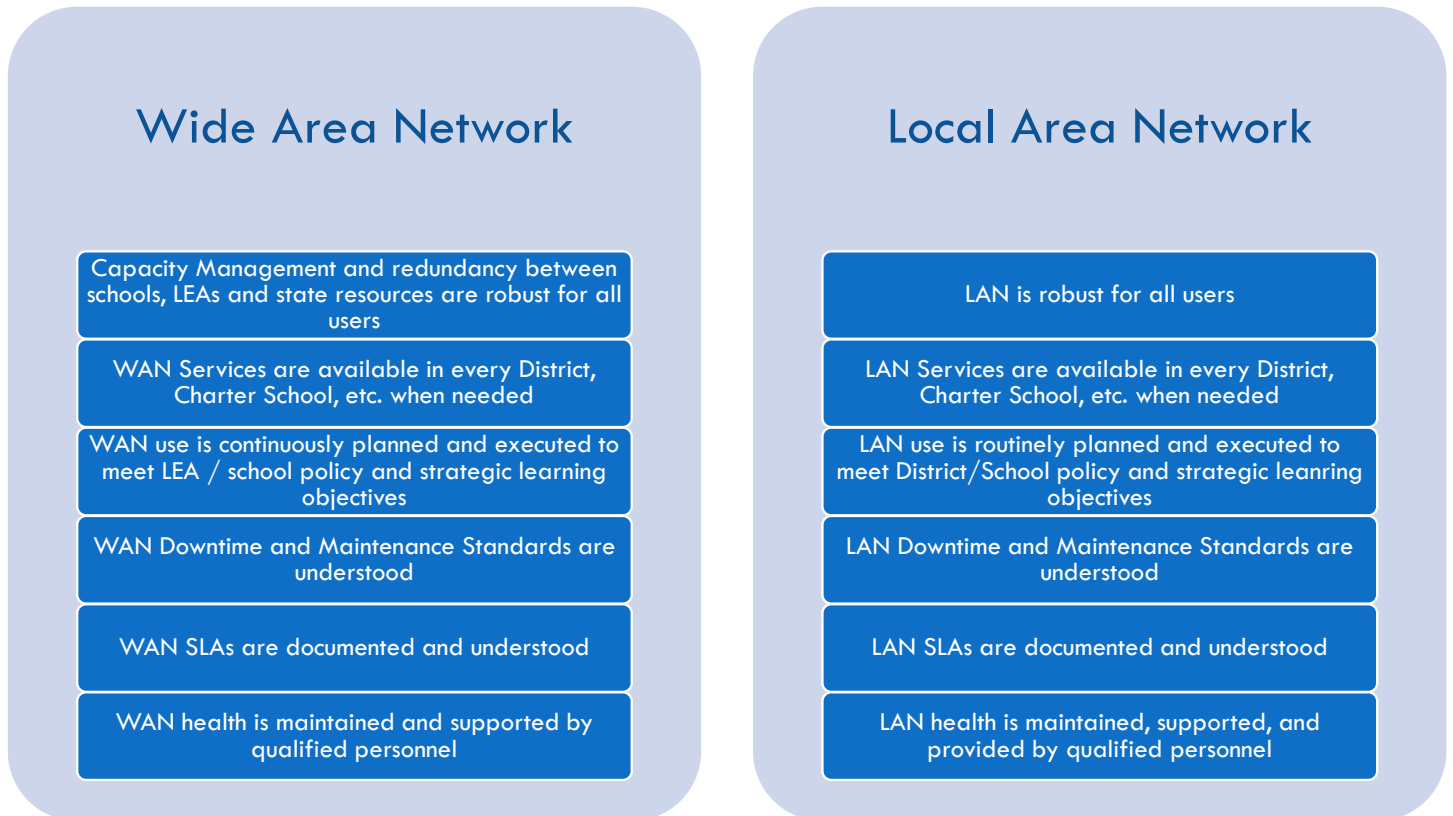 Wide Area Network
Capacity Management and redundancy between
schools, LEAs and state resources are robust for all
users
WAN Services are available in every District,
Charter School, etc. when needed
WAN use is continuously planned and executed to
meet LEA / school policy and strategic learning
objectives
WAN Downtime and Maintenance Standards are
understood
WAN SLAs are documented and understood
WAN health is maintained and supported by
qualified personnel
Local Area Network
LAN is robust for all users
LAN Services are available in every District,
Charter School, etc. when needed
LAN use is routinely planned and executed to
meet District/School policy and strategic leanring
objectives
LAN Downtime and Maintenance Standards are
understood
LAN SLAs are documented and understood
LAN health is maintained, supported, and
provided by qualified personnel